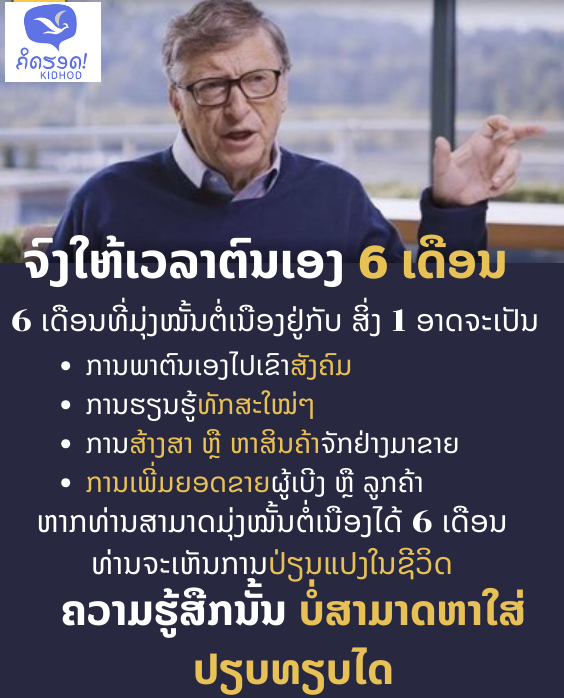 ຄິດຮອດ!
KIDHOD
ຈົ່ງໃຫ້ເວລາຕົນເອງ 6 ເດືອນ
6 ເດືອນທີ່ມຸ່ງໝັ້ນຕໍ່ເນືອງຢູ່ກັບ ສິ່ງ 1 ອາດຈະເປັນ
• ການພາຕົນເອງໄປເຂົາສັງຄົມ
• ການຮຽນຮູ້ທັກສະໃໝ່ໆ
• ການສ້າງສາ ຫຼື ຫາສິນຄ້າຈັກຢ່າງມາຂາຍ
• ການເພີ່ມຍອດຂາຍຜູ້ເບີງ ຫຼື ລູກຄ້າ
ຫາກທ່ານສາມາດມຸ່ງໝັ້ນຕໍ່ເນືອງໄດ້ 6 ເດືອນ
ທ່ານຈະເຫັນການປ່ຽນແປງໃນຊີວິດ
ຄວາມຮູ້ສືກນັ້ນ ບໍ່ສາມາດຫາໃສ່
ປຽບທຽບໄດ